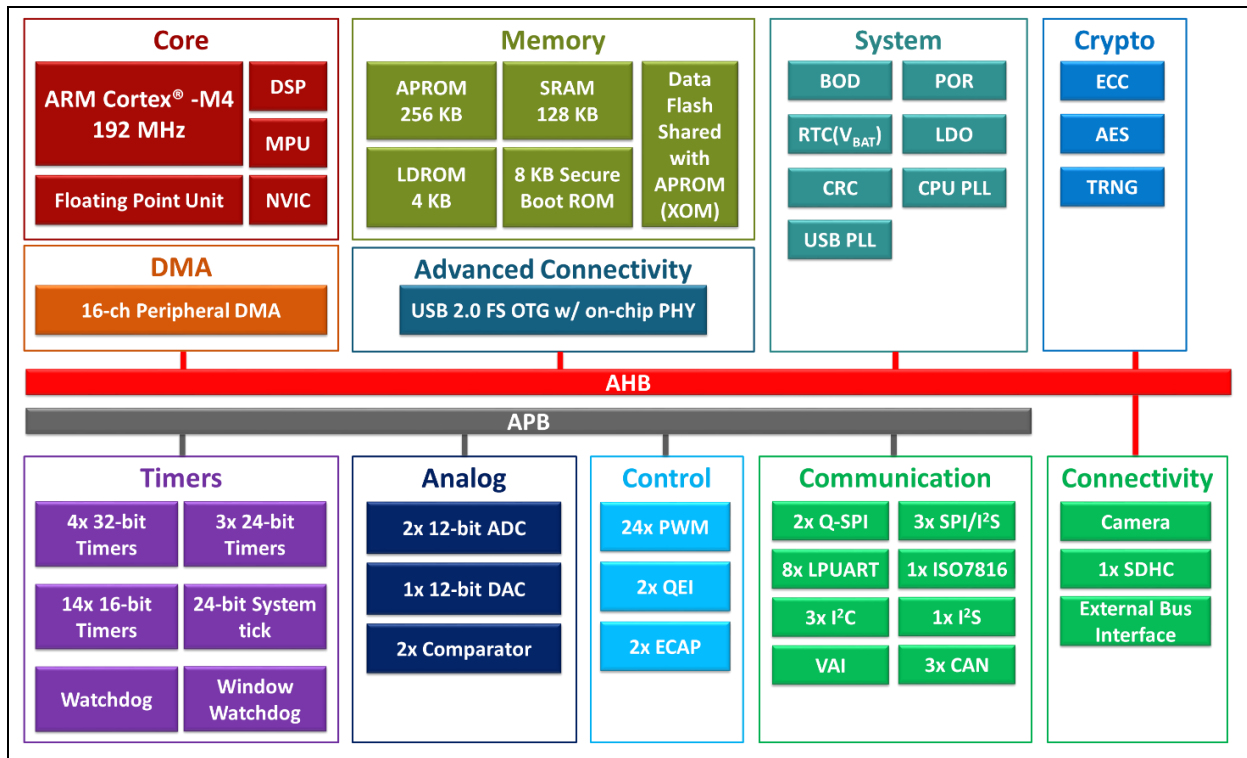 Core
ARM Cortex® -M4
192 MHz
DSP
MPU
Floating Point Unit
NVIC
Memory
APROM
256 KB
SRAM
128 KB
Data
Flash
Shared
with
APROM
(XOM)
LDROM
4 KB
8 KB Secure
Boot ROM
System
BOD
POR
RTC(VBAT)
LDO
CRC
CPU PLL
USB PLL
Crypto
ECC
AES
TRNG
DMA
16-ch Peripheral DMA
Advanced Connectivity
USB 2.0 FS OTG w/ on-chip PHY
AHB
APB
Timers
4x 32-bit
Timers
3x 24-bit
Timers
14x 16-bit
Timers
24-bit System
tick
Watchdog
Window
Watchdog
Analog
2x 12-bit ADC
1x 12-bit DAC
2x Comparator
Control
24x PWM
2x QEI
2x ECAP
Communication
2x Q-SPI
3x SPI/I²S
8x LPUART
1x ISO7816
3x I²C
1x I²S
VAI
3x CAN
Connectivity
Camera
1x SDHC
External Bus
Interface